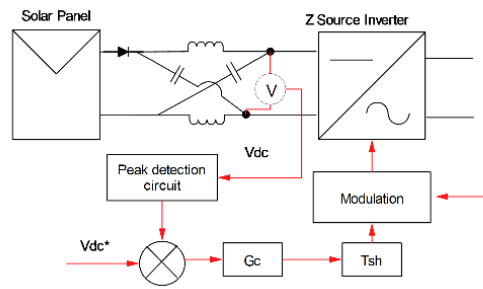 Solar Panel
Z Source Inverter
V
Vdc
Peak detection
circuit
Modulation
Vdc*
Gc
Tsh